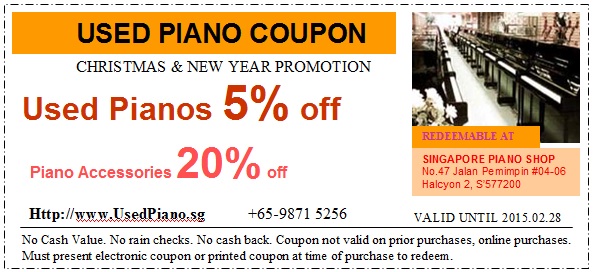 USED PIANO COUPON
CHRISTMAS & NEW YEAR PROMOTION
Used Pianos 5% off
Piano Accessories 20% off
Http://www.UsedPiano.sg +65-9871 5256
REDEEMABLE AT
SINGAPORE PIANO SHOP
No.47 Jalan Pemimpin #04-06
Halcyon 2, S'577200
VALID UNTIL 2015.02.28
No Cash Value. No rain checks. No cash back. Coupon not valid on prior purchases, online purchases.
Must present electronic coupon or printed coupon at time of purchase to redeem.